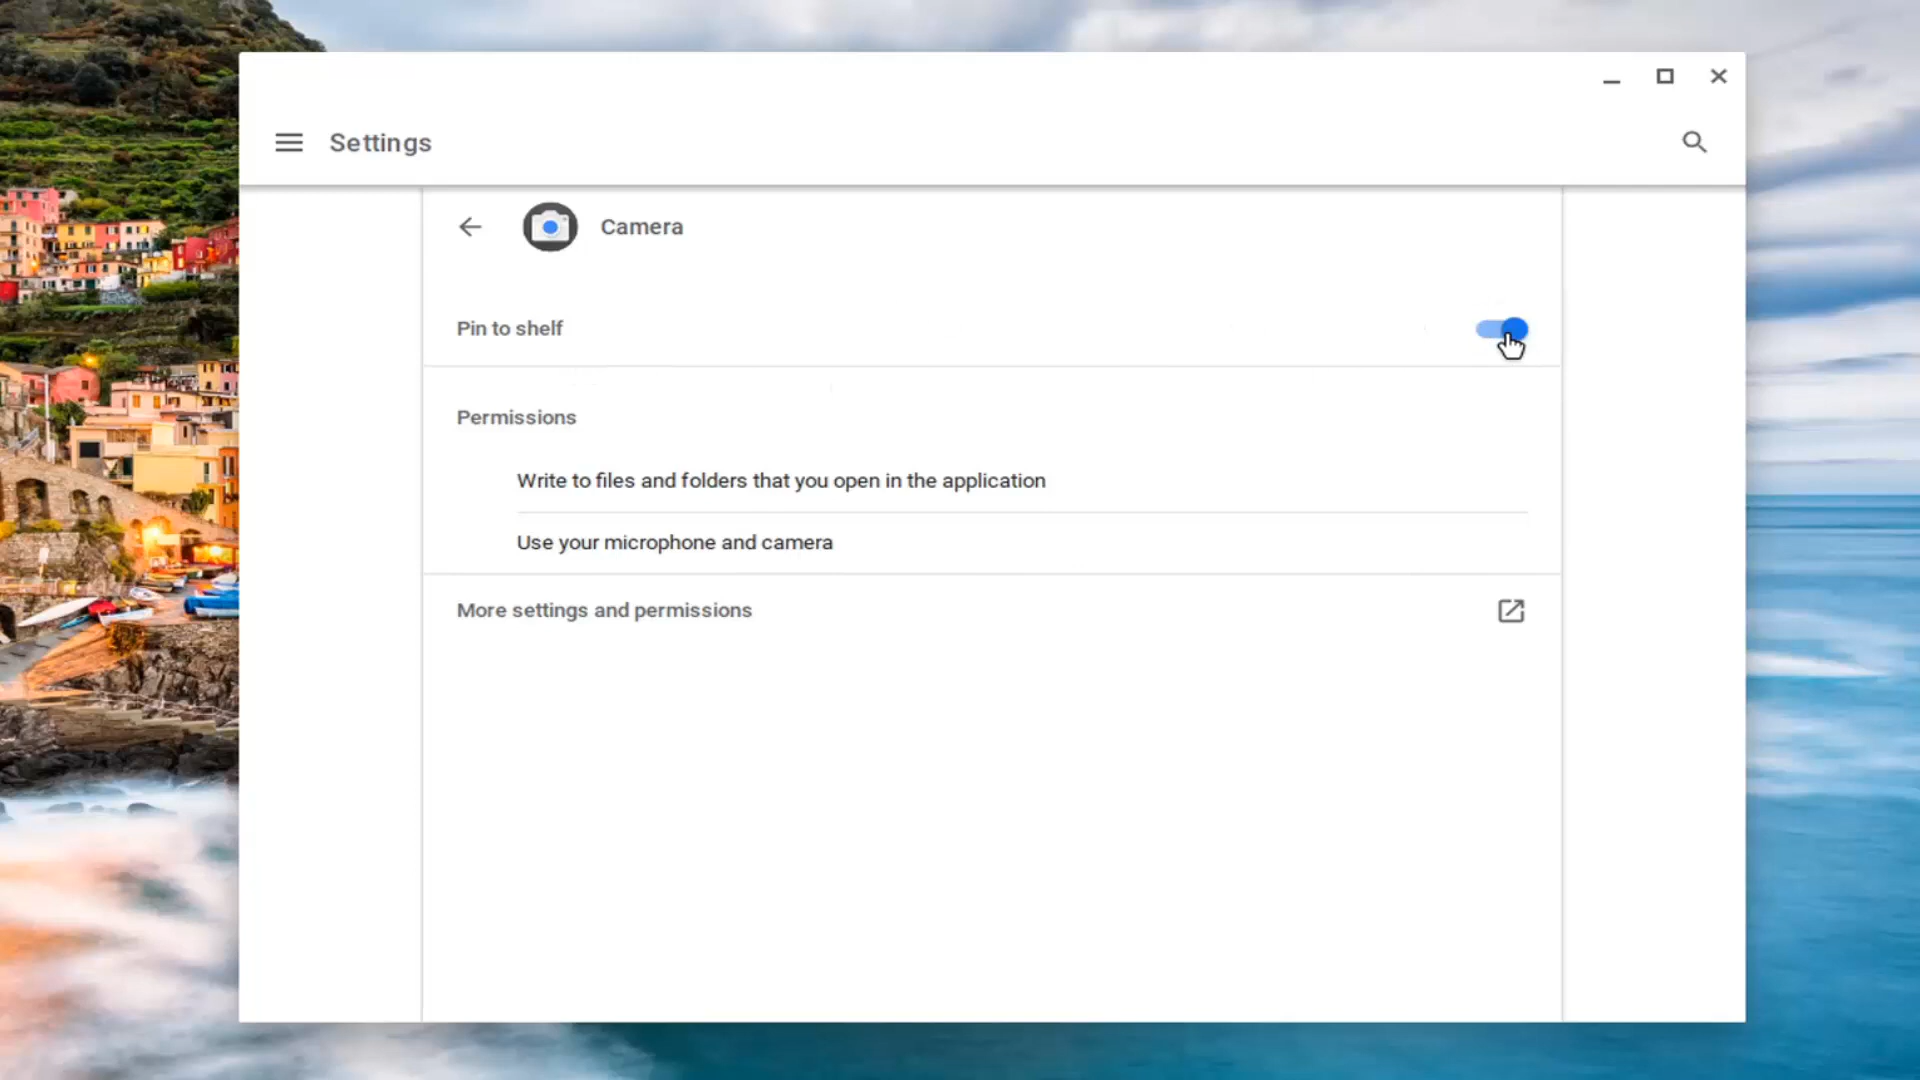 Settings
Camera
Pin to shelf
Permissions
Write to files and folders that you open in the application
Use your microphone and camera
More settings and permissions